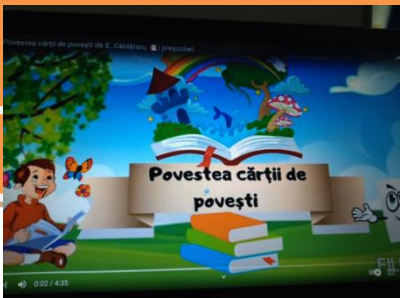 Povestea cărții de povești de E. Căldăraru | preșcolari
Povestea cărții de
povești
0:02 / 4:35